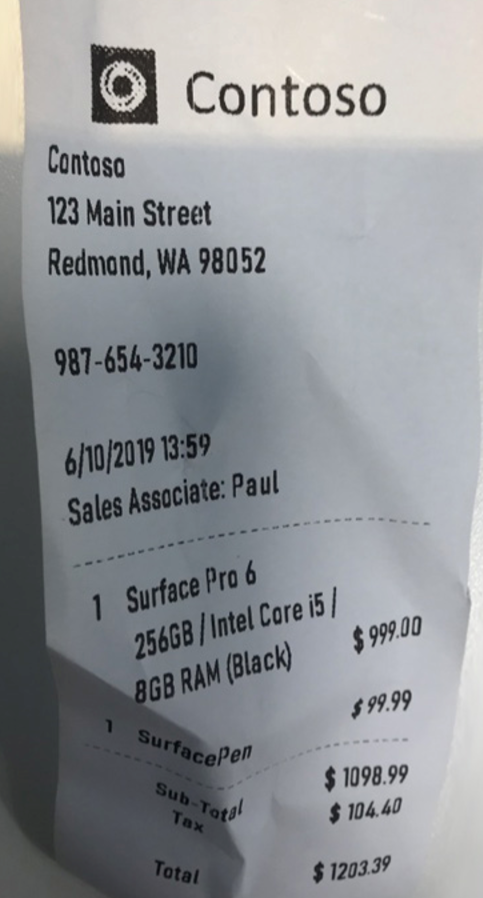 Contoso
Contoso
123 Main Street
Redmond, WA 98052
987-654-3210
6/10/2019 13:59
Sales Associate: Paul
1 Surface Pro 6
256GB / Intel Core i5 /
8GB RAM (Black) $ 999.00
1 SurfacePen $ 99.99
Sub-Total $ 1098.99
Tax $ 104.40
Total $ 1203.39